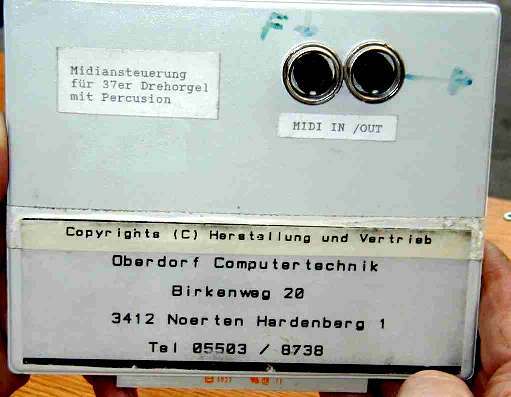 Midiansteuerung
für 37er Drehorgel
mit Percusion
MIDI IN /OUT
Copyrights (C) Herstellung und Vertrieb
Oberdorf Computertechnik
Birkenweg 20
3412 Noerten Hardenberg 1
Tel 05503 / 8738